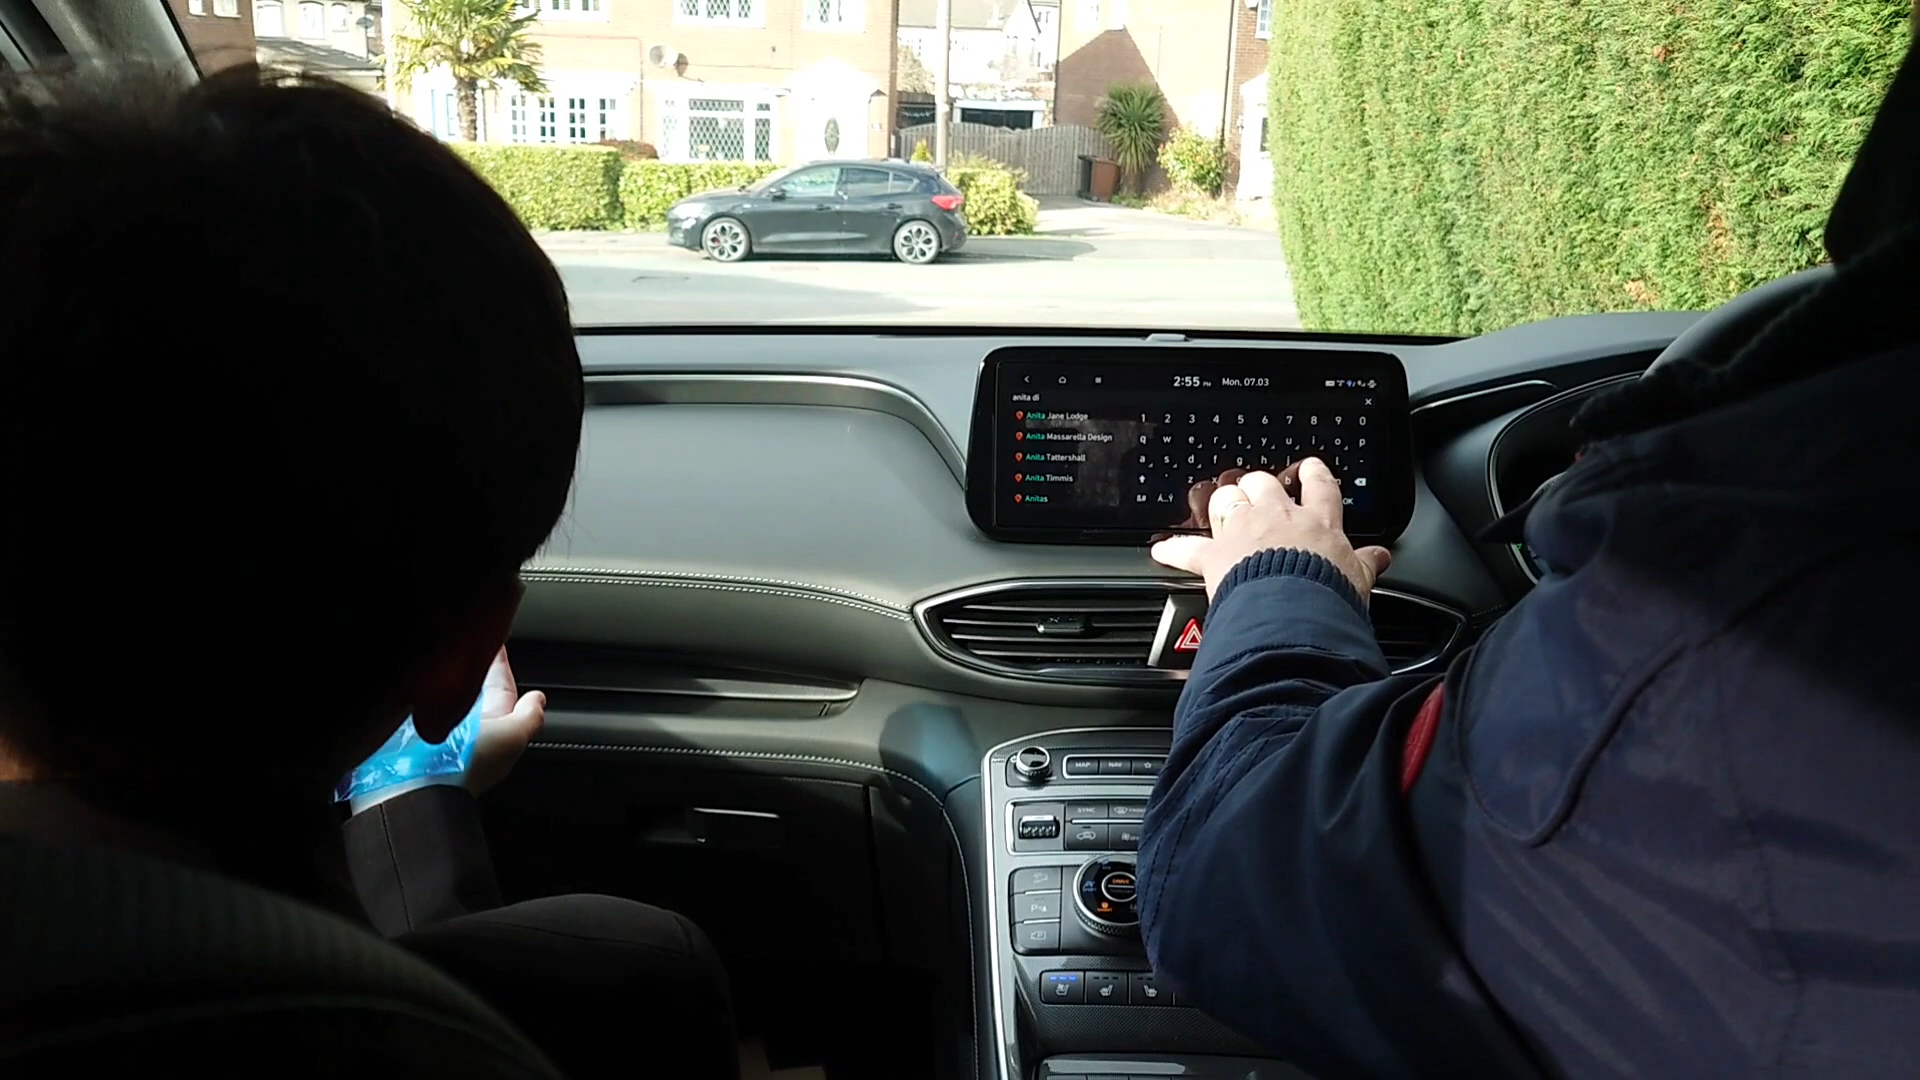 2:55 PM Mon, 07.03
anita di
Anita Jane Lodge
Anita Massarella Design
Anita Tattershall
Anita Timmis
Anitas
1 2 3 4 5 6 7 8 9 0
q w e r t y u i o p
a s d f g h j l -
z x b
&# Á..Ý OK
MAP NAV
SYNC
DRIVE